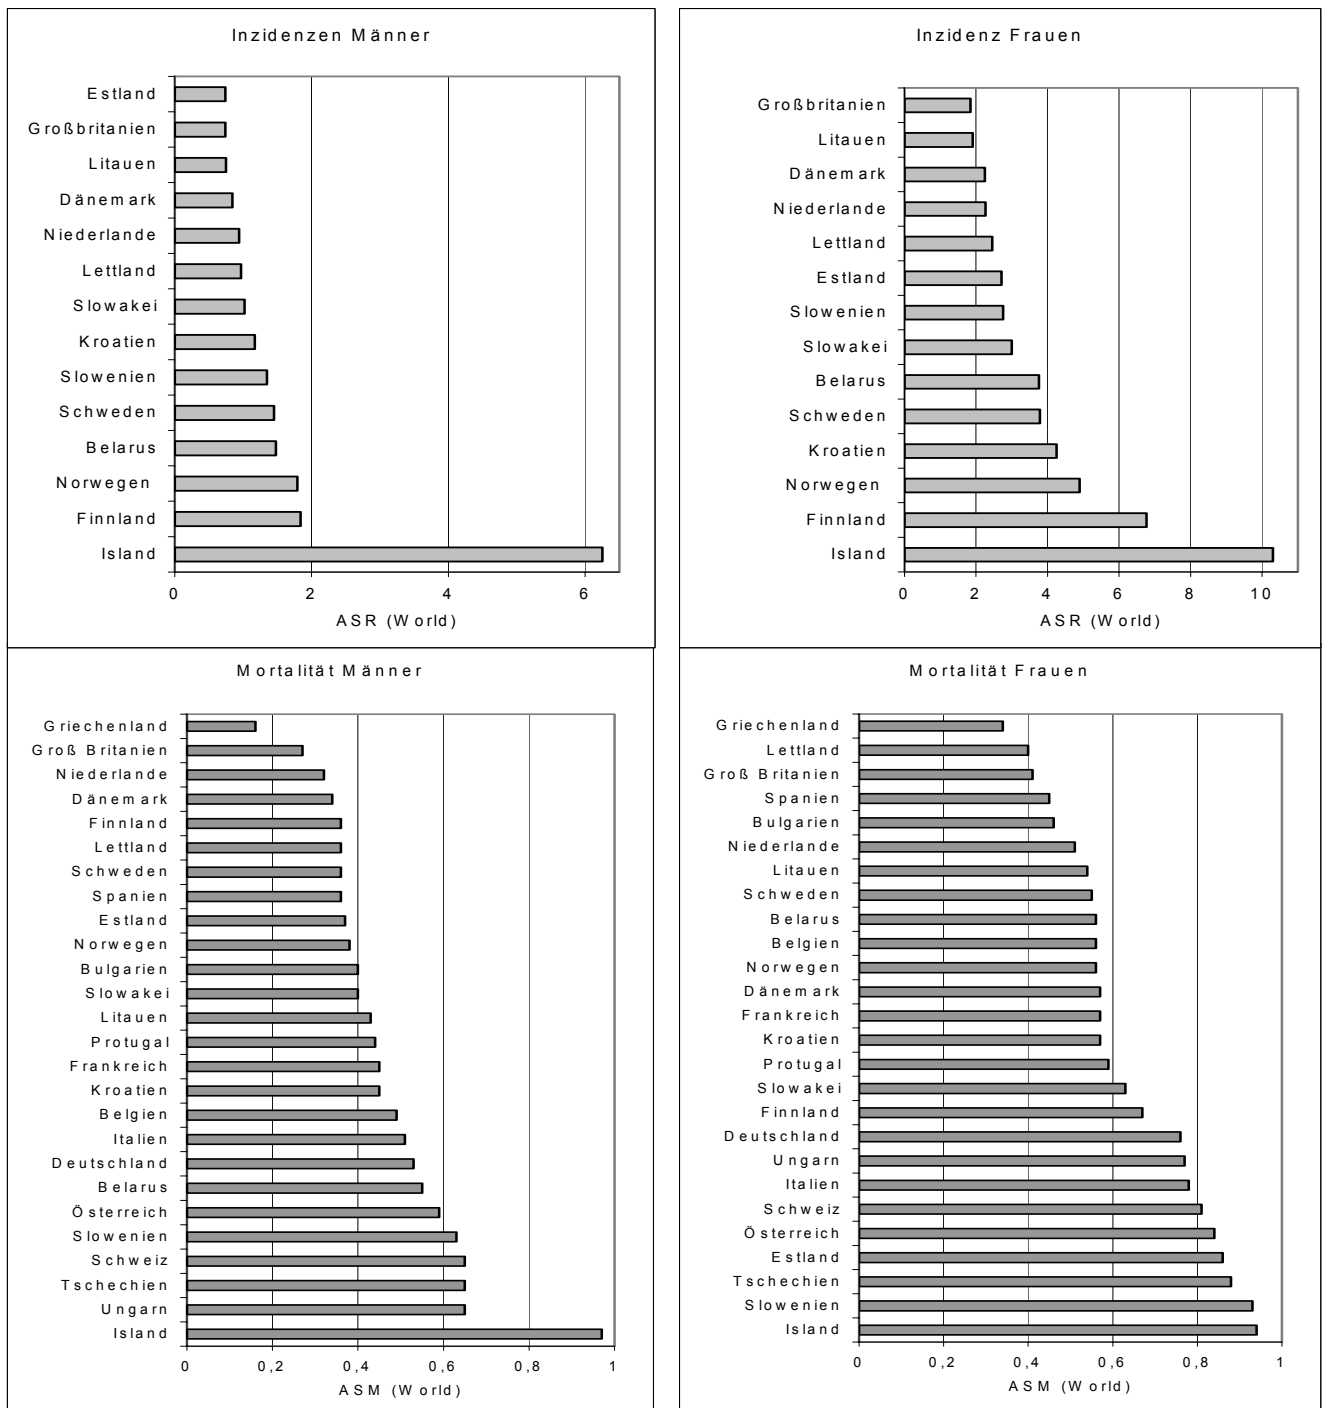 Inzidenzen Männer
Estland
Großbritanien
Litauen
Dänemark
Niederlande
Lettland
Slowakei
Kroatien
Slowenien
Schweden
Belarus
Norwegen
Finnland
Island
0 2 4 6
ASR (World)
Inzidenz Frauen
Großbritanien
Litauen
Dänemark
Niederlande
Lettland
Estland
Slowenien
Slowakei
Belarus
Schweden
Kroatien
Norwegen
Finnland
Island
0 2 4 6 8 10
ASR (World)
Mortalität Männer
Griechenland
Groß Britanien
Niederlande
Dänemark
Finnland
Lettland
Schweden
Spanien
Estland
Norwegen
Bulgarien
Slowakei
Litauen
Protugal
Frankreich
Kroatien
Belgien
Italien
Deutschland
Belarus
Österreich
Slowenien
Schweiz
Tschechien
Ungarn
Island
0 0,2 0,4 0,6 0,8 1
ASM (World)
Mortalität Frauen
Griechenland
Lettland
Groß Britanien
Spanien
Bulgarien
Niederlande
Litauen
Schweden
Belarus
Belgien
Norwegen
Dänemark
Frankreich
Kroatien
Protugal
Slowakei
Finnland
Deutschland
Ungarn
Italien
Schweiz
Österreich
Estland
Tschechien
Slowenien
Island
0 0,2 0,4 0,6 0,8 1
ASM (World)